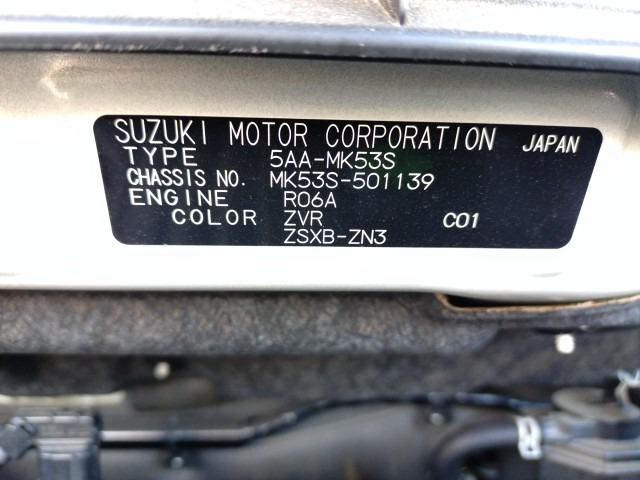 SUZUKI MOTOR CORPORATION JAPAN
TYPE 5AA-MK53S
CHASSIS NO. MK53S-501139
ENGINE R06A
COLOR ZVR C01
ZSXB-ZN3